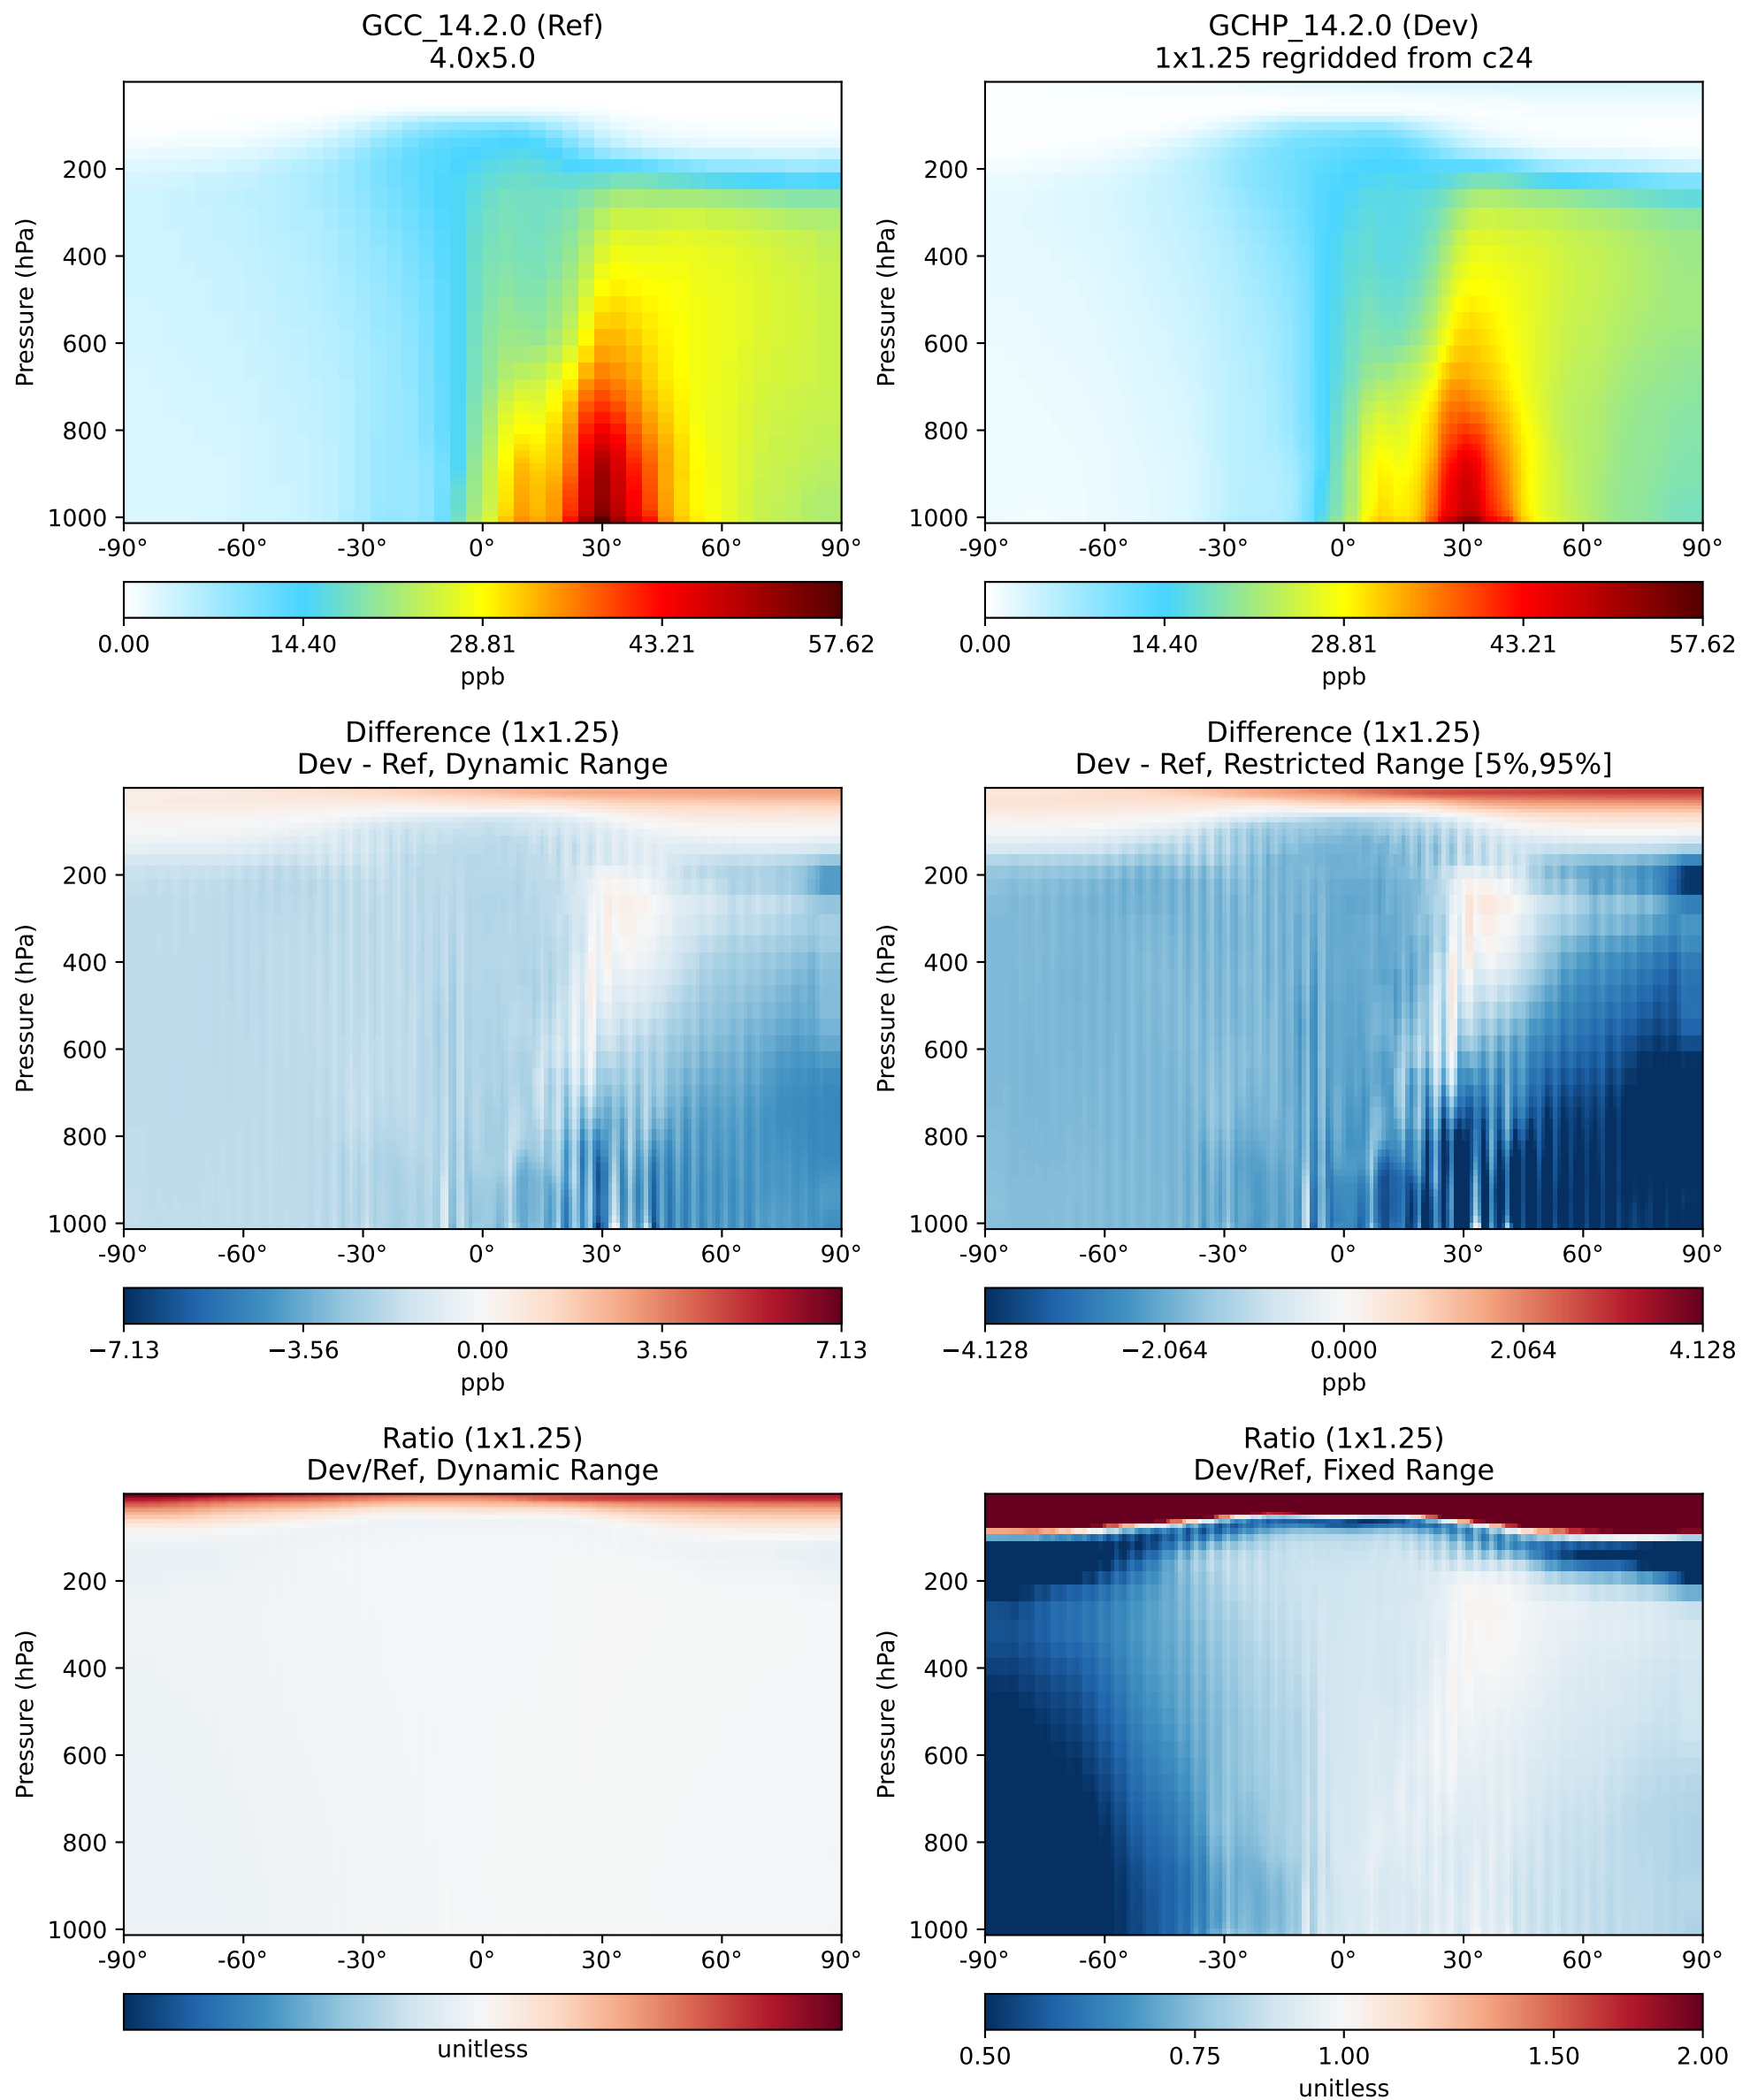 GCC_14.2.0 (Ref)
4.0x5.0
Pressure (hPa)
200
400
600
800
1000
-90° -60° -30° 0° 30° 60° 90°
0.00 14.40 28.81 43.21 57.62
ppb
GCHP_14.2.0 (Dev)
1x1.25 regridded from c24
Pressure (hPa)
200
400
600
800
1000
-90° -60° -30° 0° 30° 60° 90°
0.00 14.40 28.81 43.21 57.62
ppb
Difference (1x1.25)
Dev - Ref, Dynamic Range
Pressure (hPa)
200
400
600
800
1000
-90° -60° -30° 0° 30° 60° 90°
−7.13 −3.56 0.00 3.56 7.13
ppb
Difference (1x1.25)
Dev - Ref, Restricted Range [5%,95%]
Pressure (hPa)
200
400
600
800
1000
-90° -60° -30° 0° 30° 60° 90°
−4.128 −2.064 0.000 2.064 4.128
ppb
Ratio (1x1.25)
Dev/Ref, Dynamic Range
Pressure (hPa)
200
400
600
800
1000
-90° -60° -30° 0° 30° 60° 90°
unitless
Ratio (1x1.25)
Dev/Ref, Fixed Range
Pressure (hPa)
200
400
600
800
1000
-90° -60° -30° 0° 30° 60° 90°
0.50 0.75 1.00 1.50 2.00
unitless